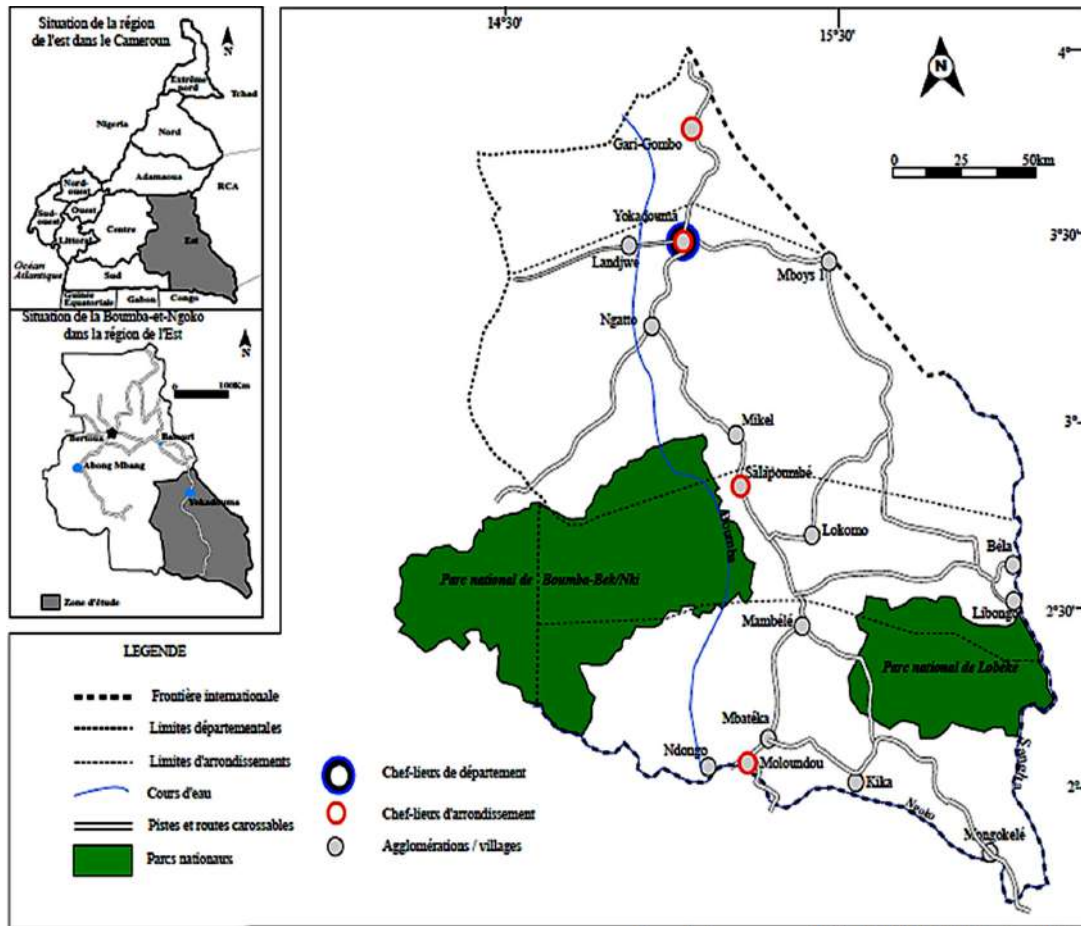 Situation de la région
de l'est dans le Cameroun
N
Extrême
nord
Tchad
Nigeria
Nord
Adamaoua
RCA
Nord-
ouest
Sud-
ouest
Ouest
Littoral
Centre
Est
Océan
Atlantique
Sud
Guinée
Equatoriale
Gabon
Congo
Situation de la Boumba-et-Ngoko
dans la région de l'Est
N
0 100Km
Bertoua
Batouri
Abong Mbang
Yokadouma
Zone d'étude
14°30'
15°30'
4°
N
0 25 50km
Gari-Gombo
Yokadouma
3°30'
Landjwe
Mboys I
Ngatto
3°
Mikel
Salapoumbé
Lokomo
Béla
Parc national de Boumba-Bek/Nki
Libongo
2°30'
Mambélé
Parc national de Lobéké
Mbatéka
Ndongo
Moloundou
Kika
2°
Ngoko
Sangha
Mongokelé
LEGENDE
Frontière internationale
Limites départementales
Limites d'arrondissements
Cours d'eau
Pistes et routes carossables
Parcs nationaux
Chef-lieux de département
Chef-lieux d'arrondissement
Agglomérations / villages